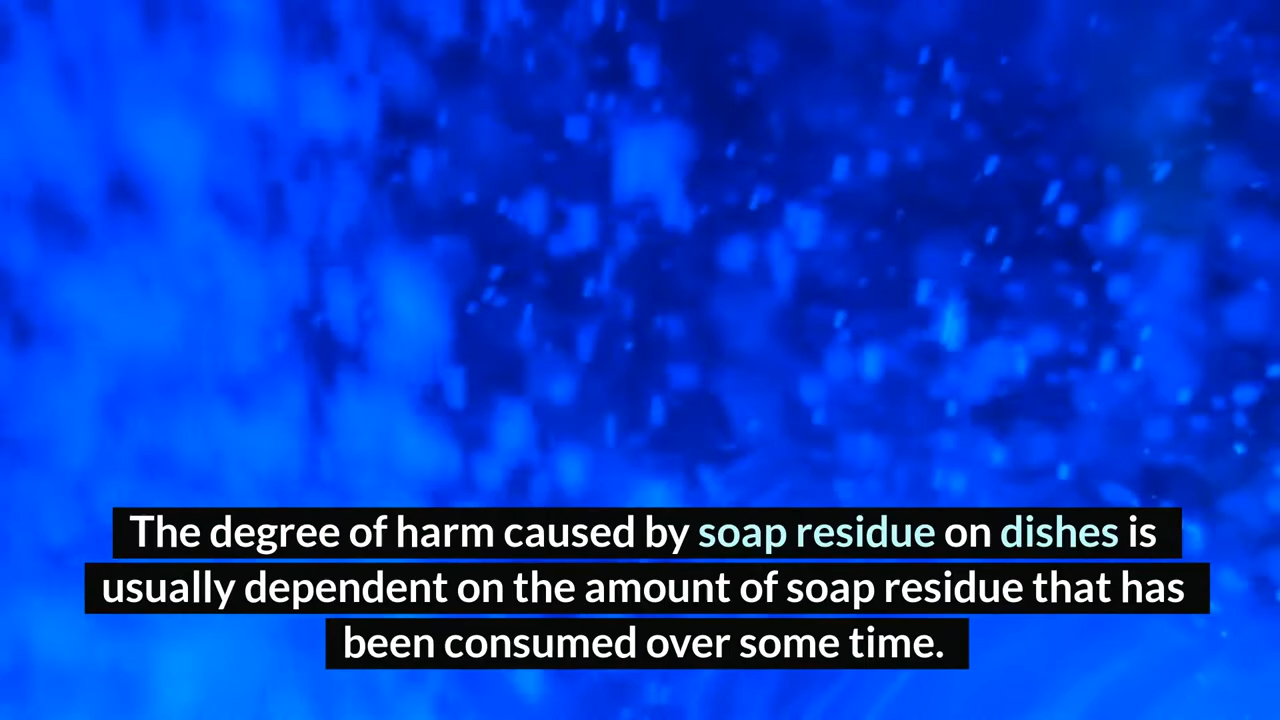 The degree of harm caused by soap residue on dishes is
usually dependent on the amount of soap residue that has
been consumed over some time.